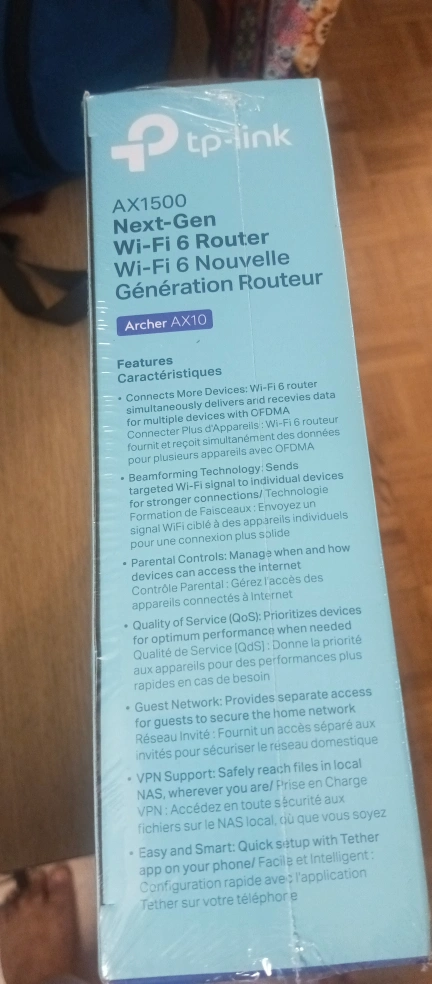 tp-link
AX1500
Next-Gen
Wi-Fi 6 Router
Wi-Fi 6 Nouvelle
Génération Routeur
Archer AX10
Features
Caractéristiques
• Connects More Devices: Wi-Fi 6 router
simultaneously delivers and recevies data
for multiple devices with OFDMA
Connecter Plus d'Appareils : Wi-Fi 6 routeur
fournit et reçoit simultanément des données
pour plusieurs appareils avec OFDMA
• Beamforming Technology: Sends
targeted Wi-Fi signal to individual devices
for stronger connections/ Technologie
Formation de Faisceaux : Envoyez un
signal WiFi ciblé à des appareils individuels
pour une connexion plus solide
• Parental Controls: Manage when and how
devices can access the internet
Contrôle Parental : Gérez l'accès des
appareils connectés à Internet
• Quality of Service (QoS): Prioritizes devices
for optimum performance when needed
Qualité de Service (QdS) : Donne la priorité
aux appareils pour des performances plus
rapides en cas de besoin
• Guest Network: Provides separate access
for guests to secure the home network
Réseau Invité : Fournit un accès séparé aux
invités pour sécuriser le réseau domestique
• VPN Support: Safely reach files in local
NAS, wherever you are/ Prise en Charge
VPN : Accédez en toute sécurité aux
fichiers sur le NAS local, où que vous soyez
• Easy and Smart: Quick setup with Tether
app on your phone/ Facile et Intelligent :
Configuration rapide avec l'application
Tether sur votre téléphone